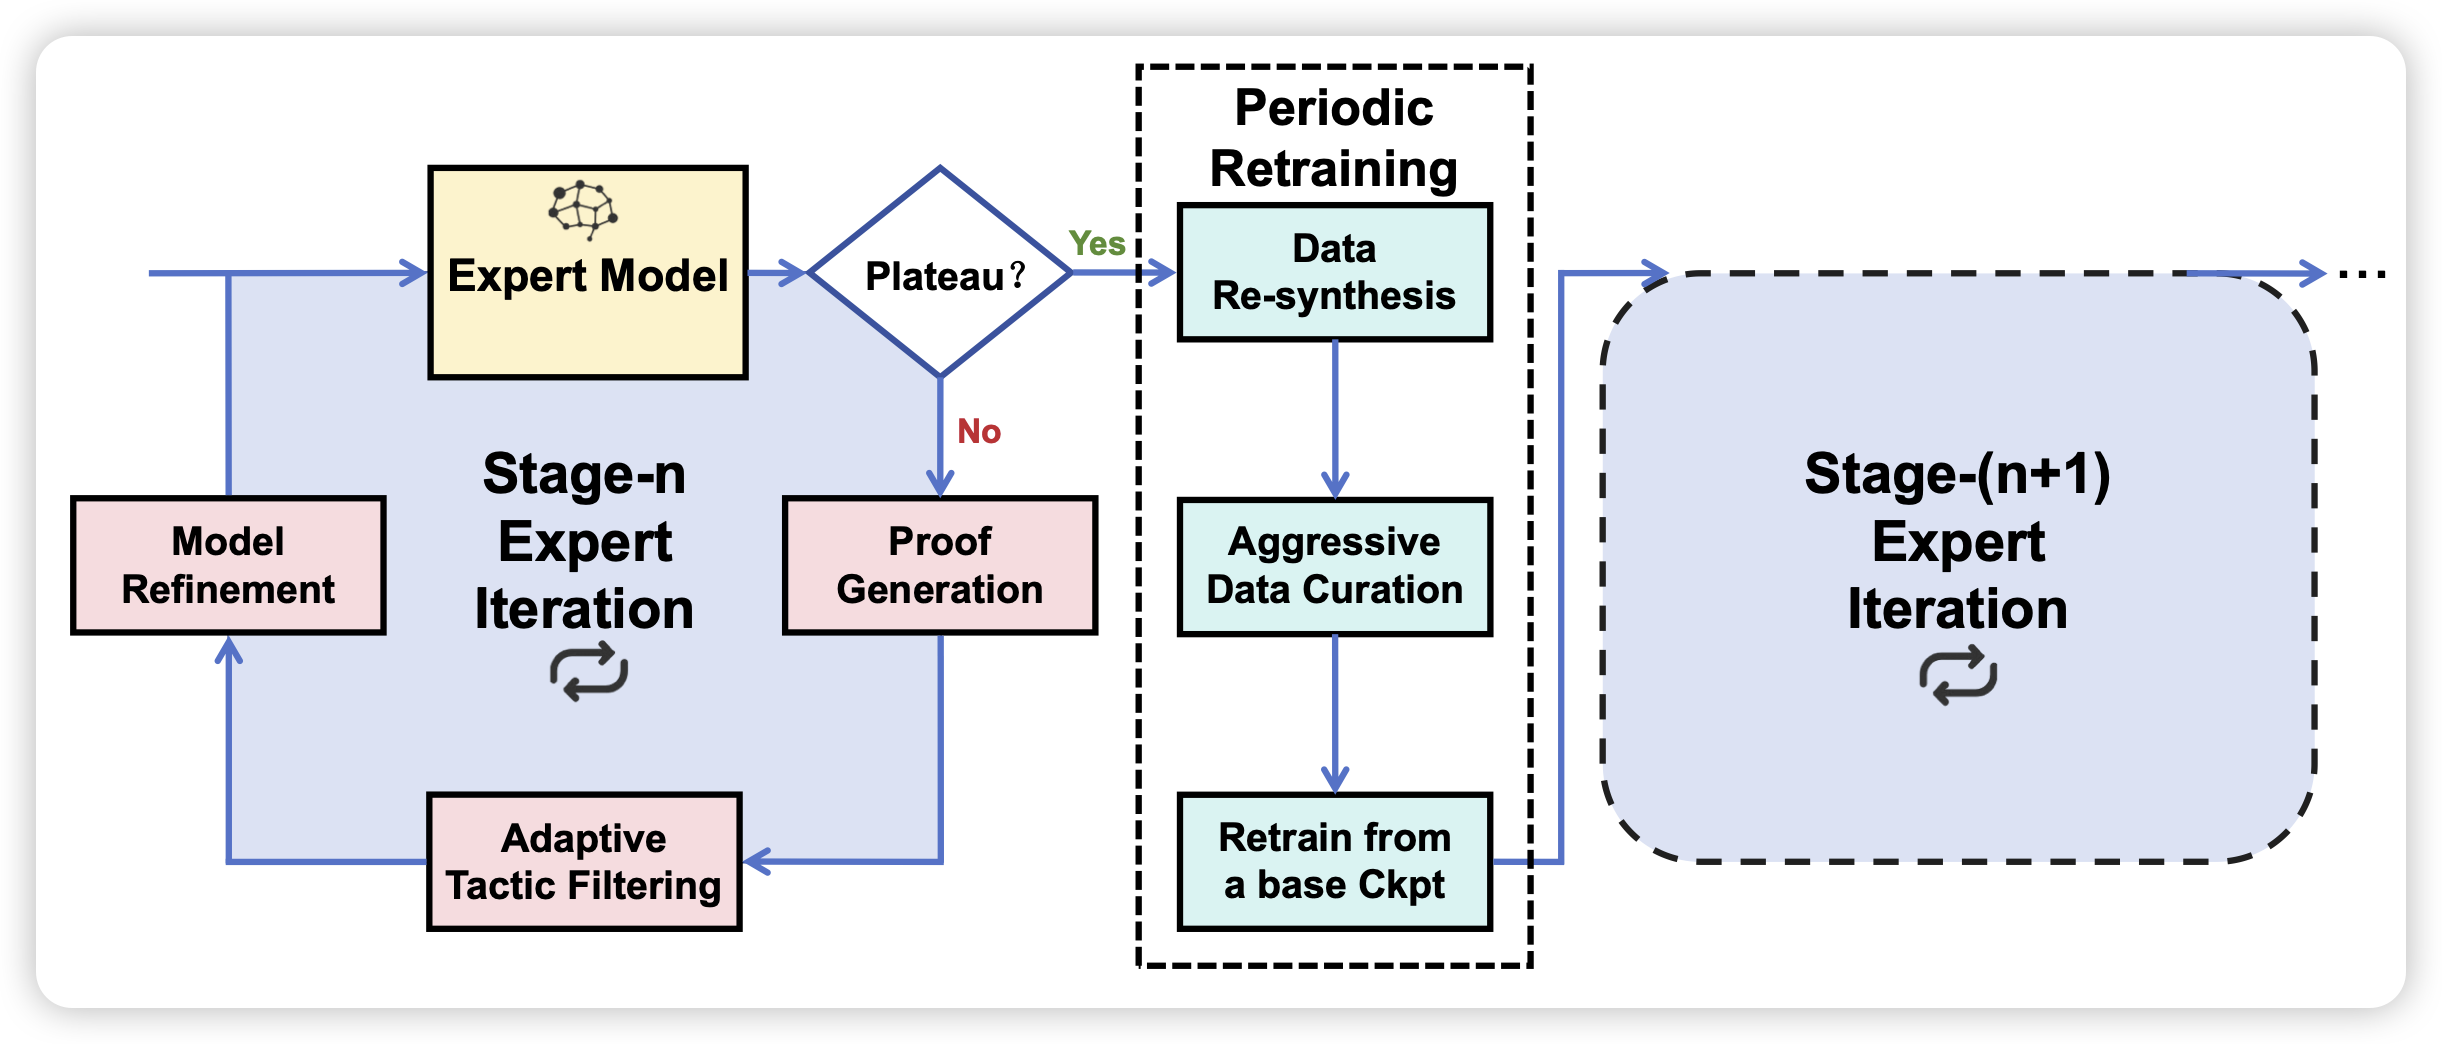 Expert Model
Plateau?
Yes
No
Stage-n
Expert
Iteration
Model
Refinement
Proof
Generation
Adaptive
Tactic Filtering
Periodic
Retraining
Data
Re-synthesis
Aggressive
Data Curation
Retrain from
a base Ckpt
Stage-(n+1)
Expert
Iteration
...